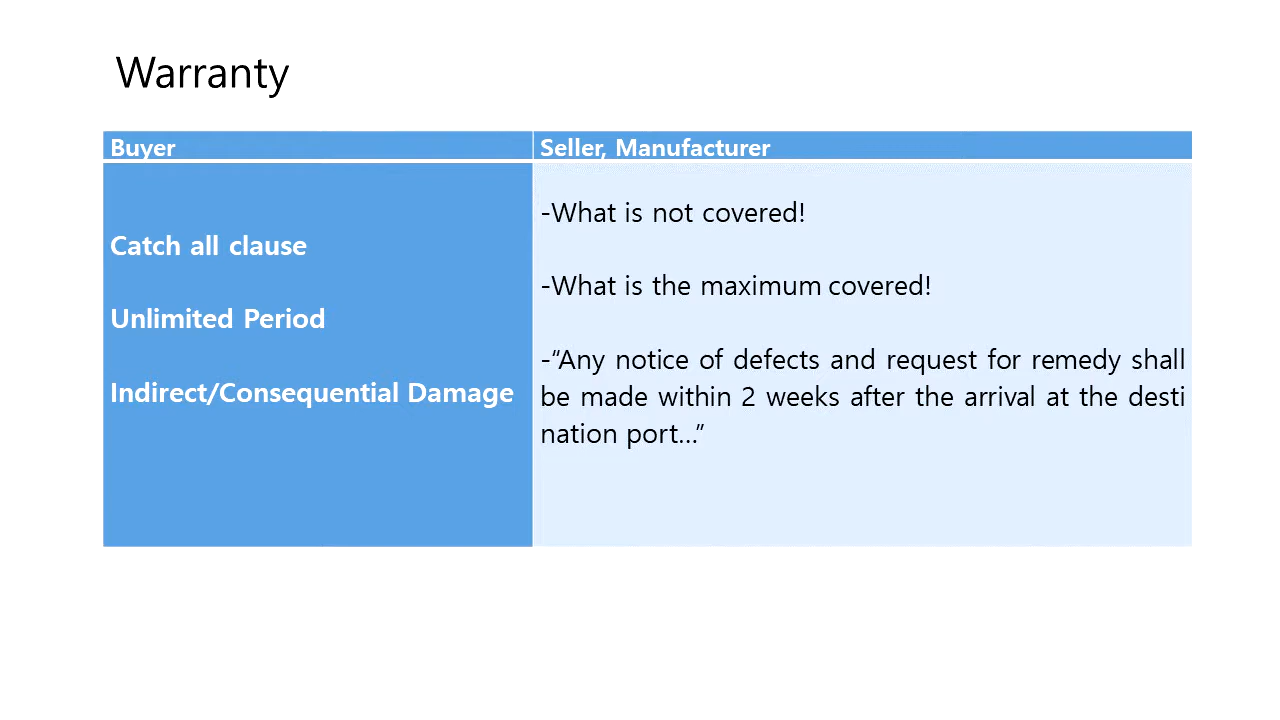 Warranty
Buyer
Seller, Manufacturer
Catch all clause
Unlimited Period
Indirect/Consequential Damage
-What is not covered!
-What is the maximum covered!
-“Any notice of defects and request for remedy shall
be made within 2 weeks after the arrival at the desti
nation port…”